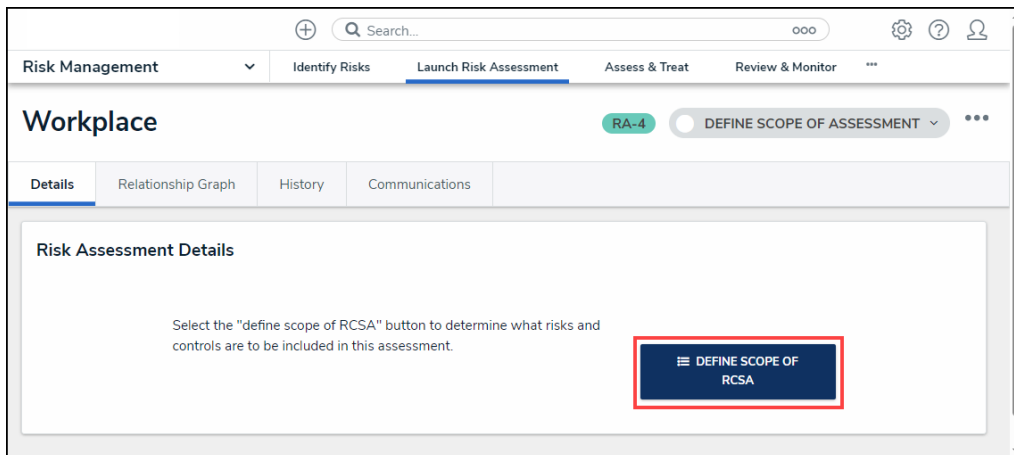 Search...
ooo
Risk Management
Identify Risks
Launch Risk Assessment
Assess & Treat
Review & Monitor
Workplace
RA-4
DEFINE SCOPE OF ASSESSMENT
Details
Relationship Graph
History
Communications
Risk Assessment Details
Select the "define scope of RCSA" button to determine what risks and
controls are to be included in this assessment.
DEFINE SCOPE OF
RCSA